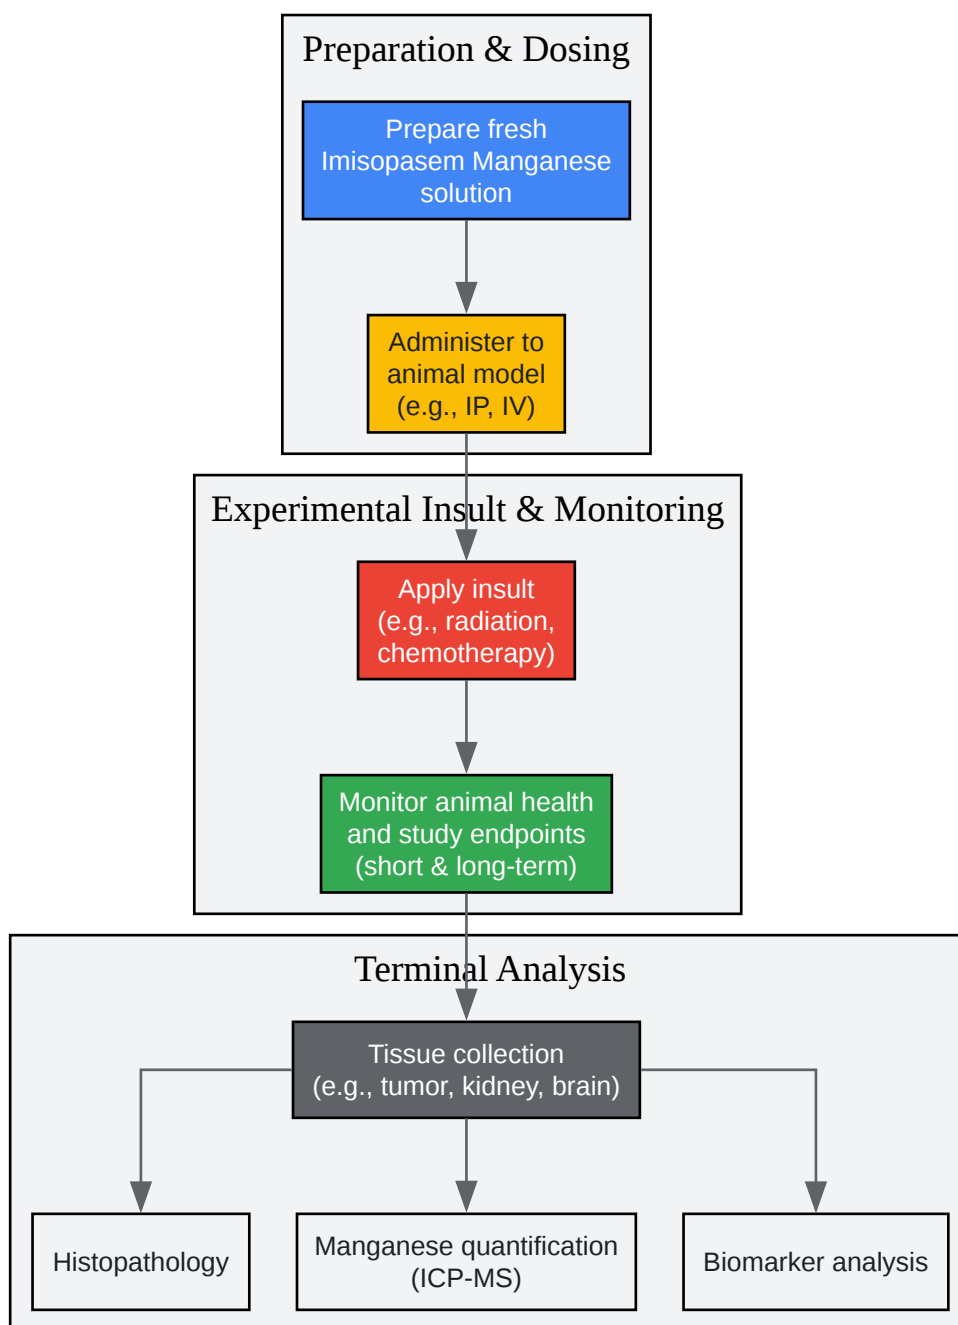 Preparation & Dosing
Prepare fresh
Imisopasem Manganese
solution
Administer to
animal model
(e.g., IP, IV)
Experimental Insult & Monitoring
Apply insult
(e.g., radiation,
chemotherapy)
Monitor animal health
and study endpoints
(short & long-term)
Terminal Analysis
Tissue collection
(e.g., tumor, kidney, brain)
Histopathology
Manganese quantification
(ICP-MS)
Biomarker analysis